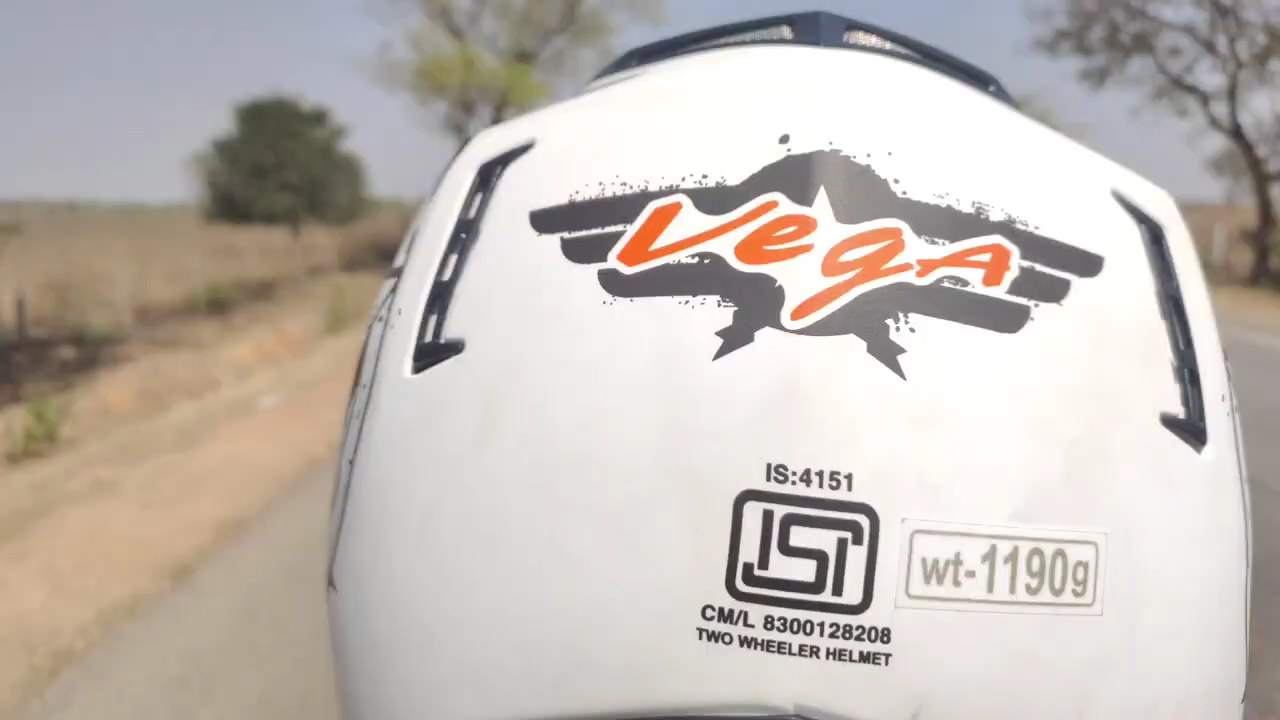 VegA
IS:4151
ISI
wt-1190g
CM/L 8300128208
TWO WHEELER HELMET